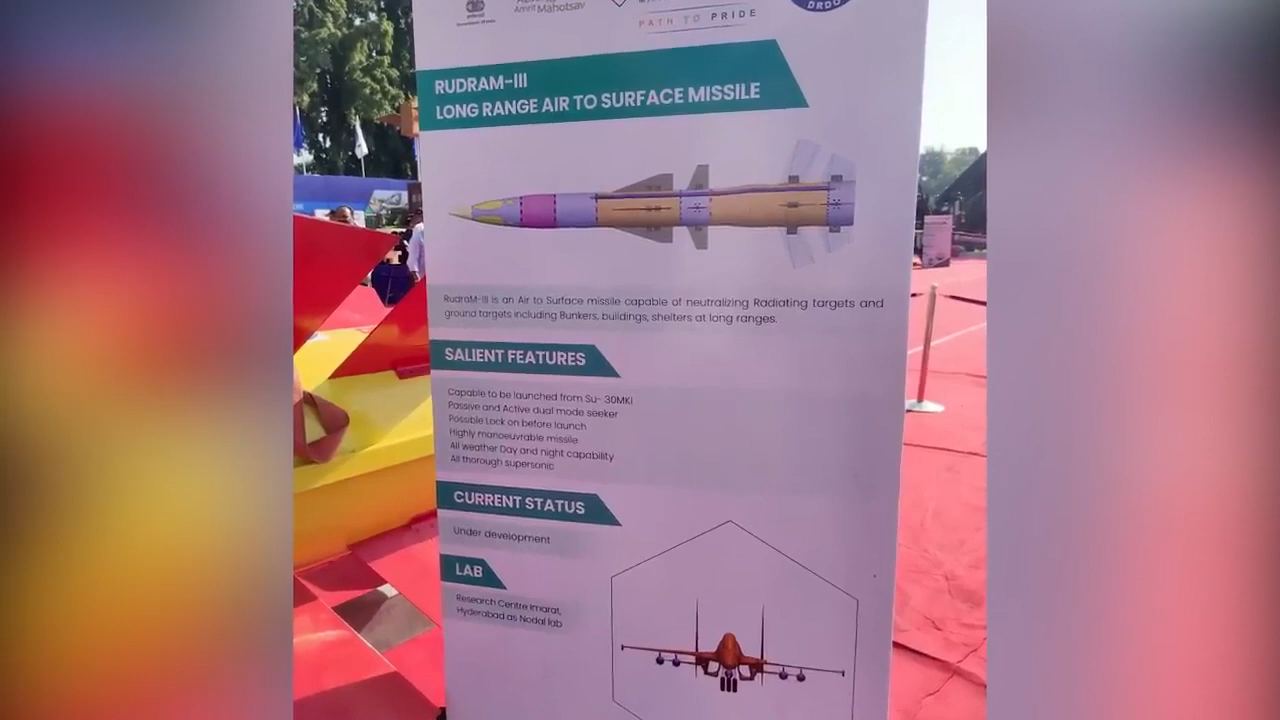 Amrit Mahotsav
PATH TO PRIDE
DRDO
RUDRAM-III
LONG RANGE AIR TO SURFACE MISSILE
RudraM-III is an Air to Surface missile capable of neutralizing Radiating targets and
ground targets including Bunkers, buildings, shelters at long ranges.
SALIENT FEATURES
Capable to be launched from Su- 30MKI
Passive and Active dual mode seeker
Possible Lock on before launch
Highly manoeuvrable missile
All weather Day and night capability
All thorough supersonic
CURRENT STATUS
Under development
LAB
Research Centre Imarat,
Hyderabad as Nodal lab